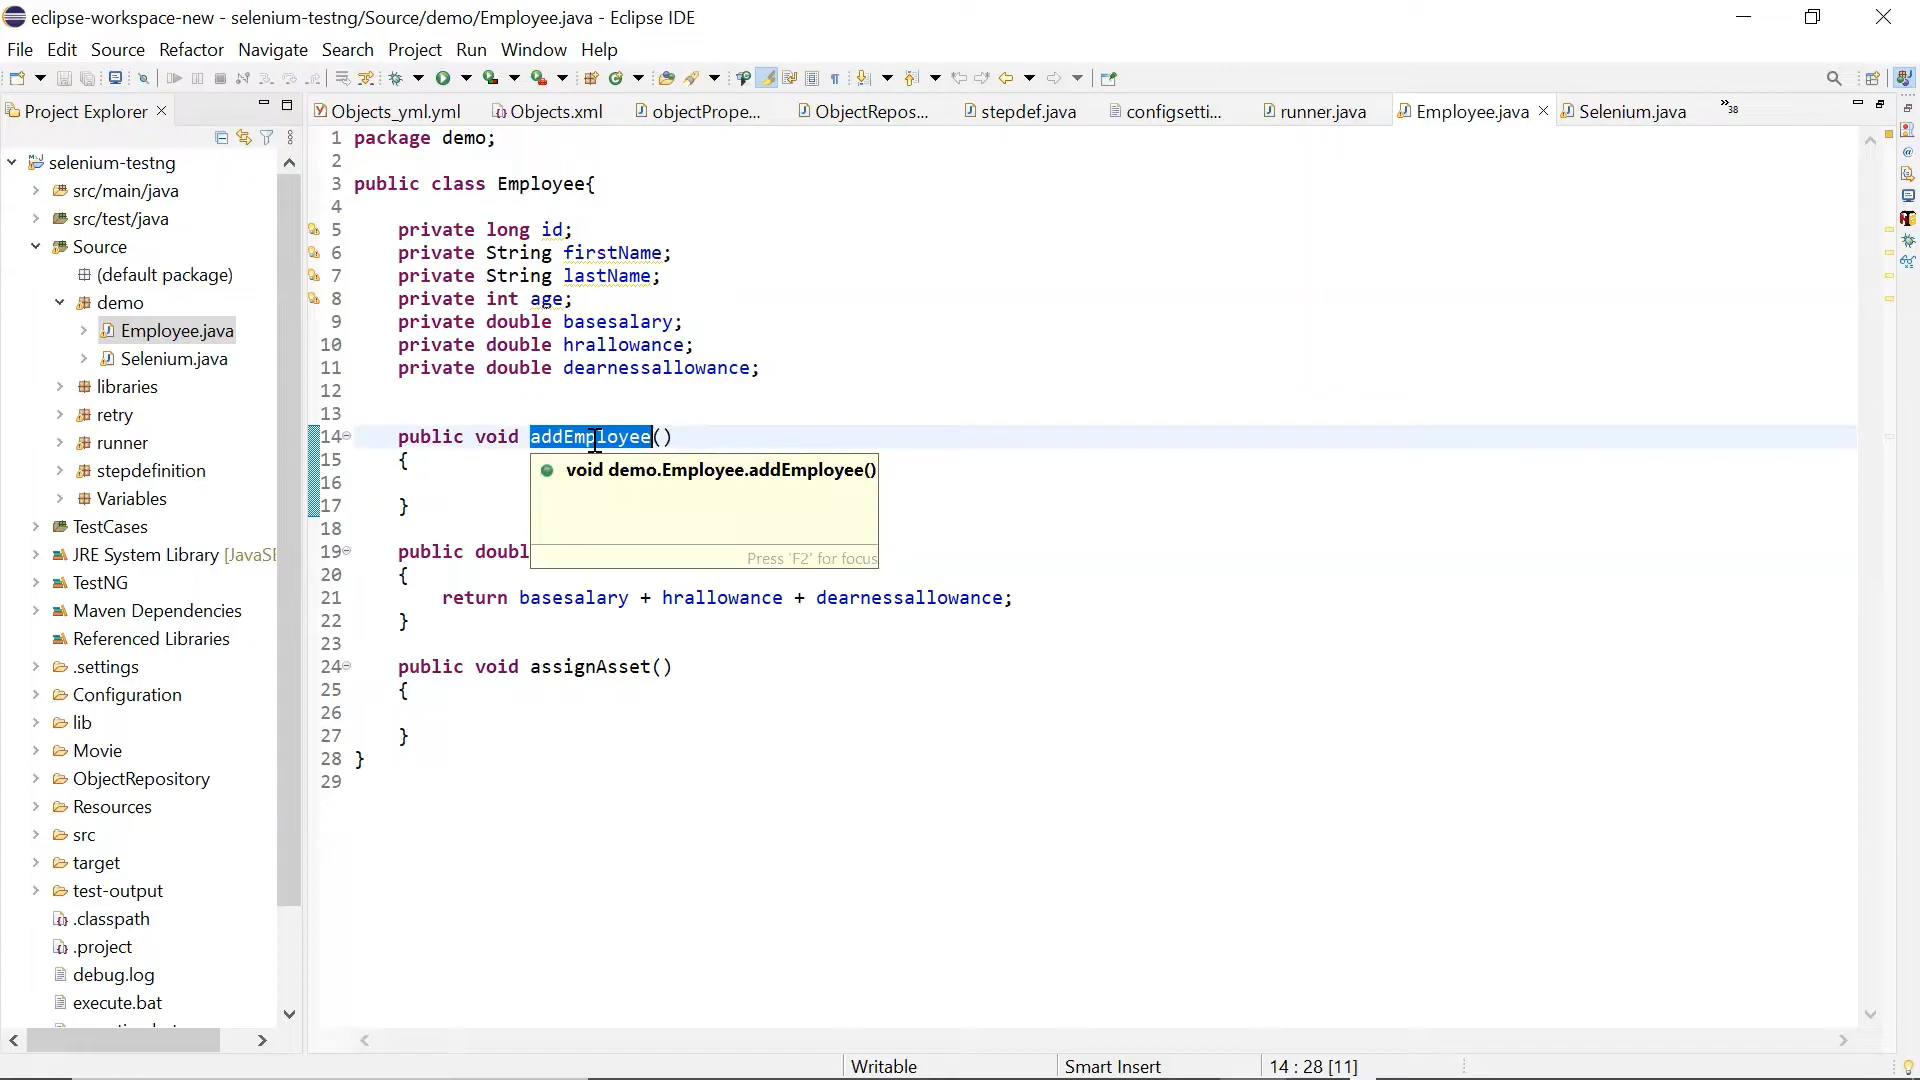 eclipse-workspace-new - selenium-testng/Source/demo/Employee.java - Eclipse IDE
File Edit Source Refactor Navigate Search Project Run Window Help
Project Explorer
Objects_yml.yml Objects.xml objectPrope... ObjectRepos... stepdef.java configsetti... runner.java Employee.java Selenium.java 38
selenium-testng
src/main/java
src/test/java
Source
(default package)
demo
Employee.java
Selenium.java
libraries
retry
runner
stepdefinition
Variables
TestCases
JRE System Library [JavaSE
TestNG
Maven Dependencies
Referenced Libraries
.settings
Configuration
lib
Movie
ObjectRepository
Resources
src
target
test-output
.classpath
.project
debug.log
execute.bat
1 package demo;
2
3 public class Employee{
4
5 private long id;
6 private String firstName;
7 private String lastName;
8 private int age;
9 private double basesalary;
10 private double hrallowance;
11 private double dearnessallowance;
12
13
14 public void addEmployee()
15 {
16
17 }
18
19 public doubl
20 {
21 return basesalary + hrallowance + dearnessallowance;
22 }
23
24 public void assignAsset()
25 {
26
27 }
28 }
29
void demo.Employee.addEmployee()
Press 'F2' for focus
Writable Smart Insert 14 : 28 [11]